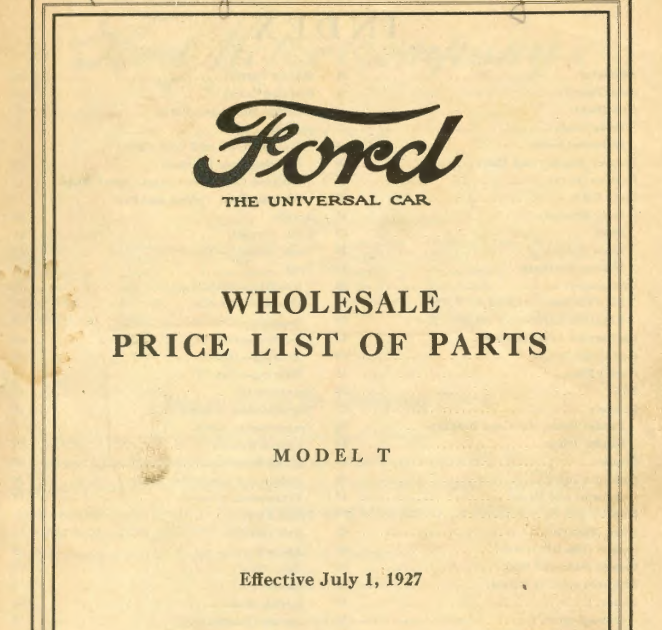 Ford
THE UNIVERSAL CAR
WHOLESALE
PRICE LIST OF PARTS
MODEL T
Effective July 1, 1927